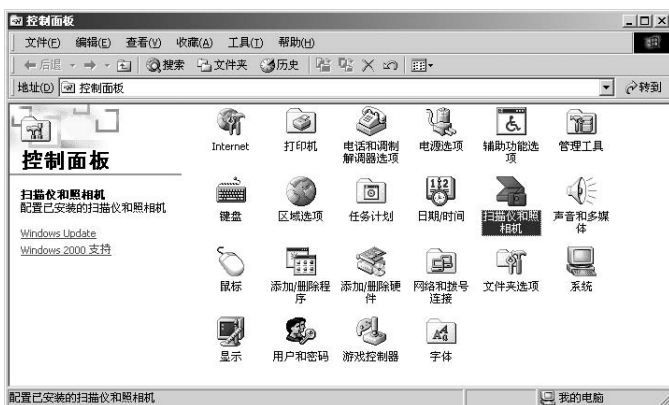 控制面板
文件(F) 编辑(E) 查看(V) 收藏(A) 工具(T) 帮助(H)
后退 搜索 文件夹 历史
地址(D) 控制面板 转到
控制面板
扫描仪和照相机
配置已安装的扫描仪和照相机
Windows Update
Windows 2000 支持
Internet 打印机 电话和调制 电源选项 辅助功能选 管理工具
解调器选项 项
键盘 区域选项 任务计划 日期/时间 扫描仪和照 声音和多媒
相机 体
鼠标 添加/删除程 添加/删除硬 网络和拨号 文件夹选项 系统
序 件 连接
显示 用户和密码 游戏控制器 字体
配置已安装的扫描仪和照相机 我的电脑